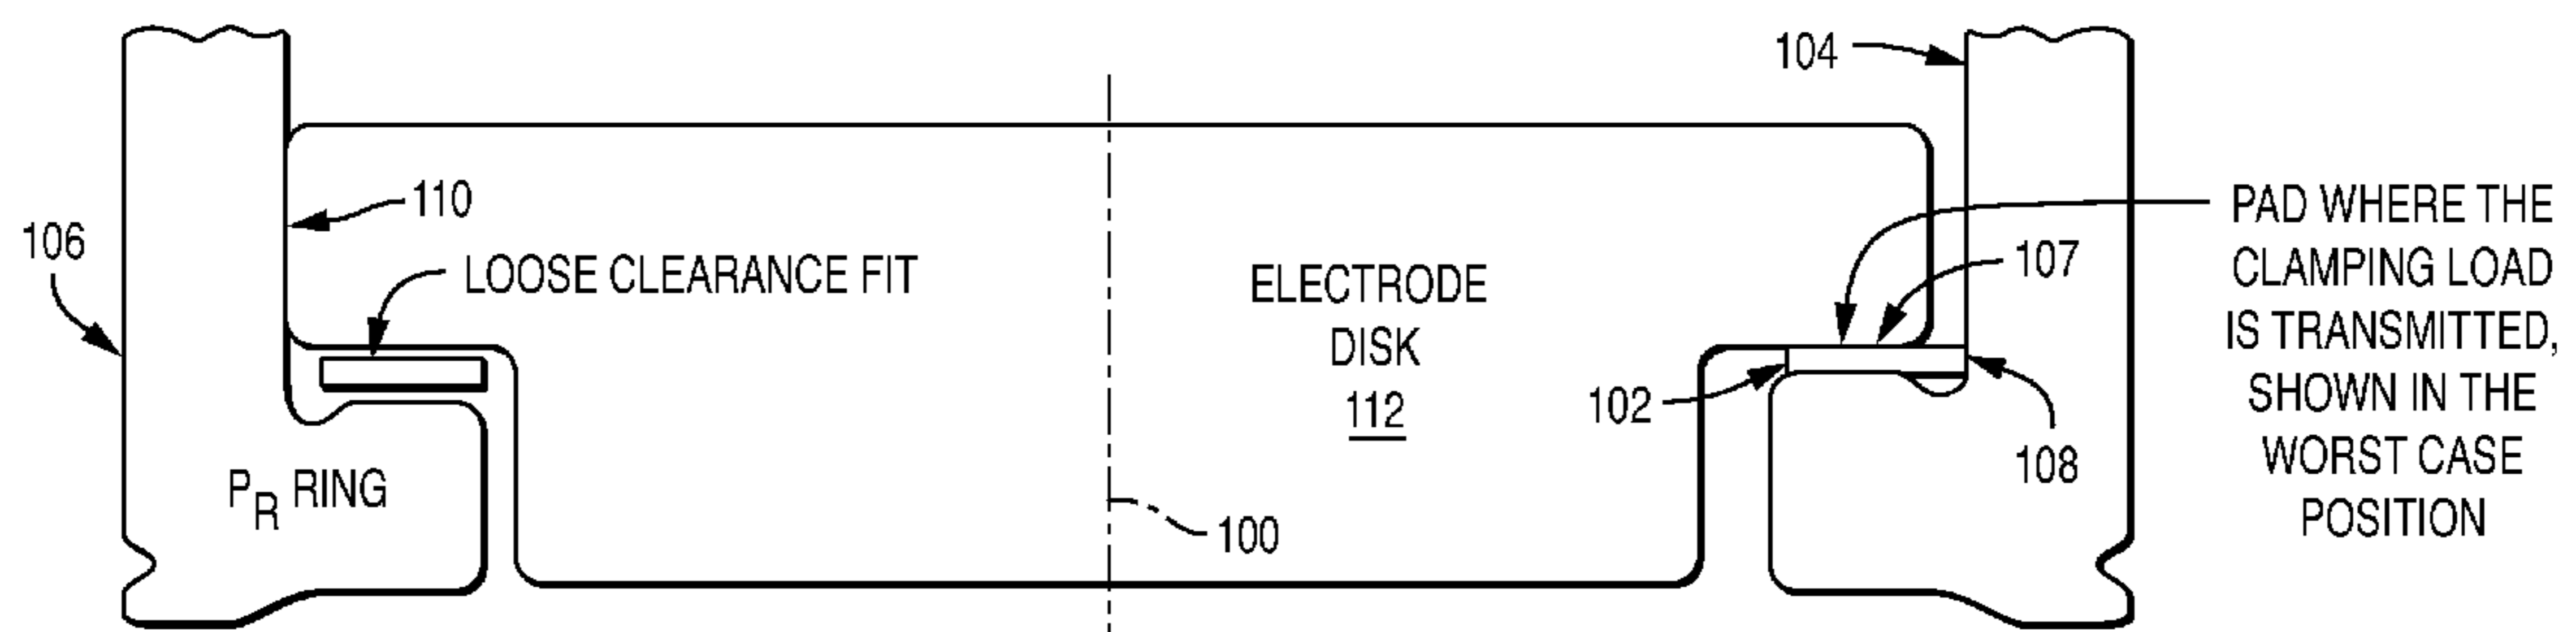 104
PAD WHERE THE
CLAMPING LOAD
IS TRANSMITTED,
SHOWN IN THE
WORST CASE
POSITION
110
106
LOOSE CLEARANCE FIT
107
ELECTRODE
DISK
112
102
108
PR RING
100